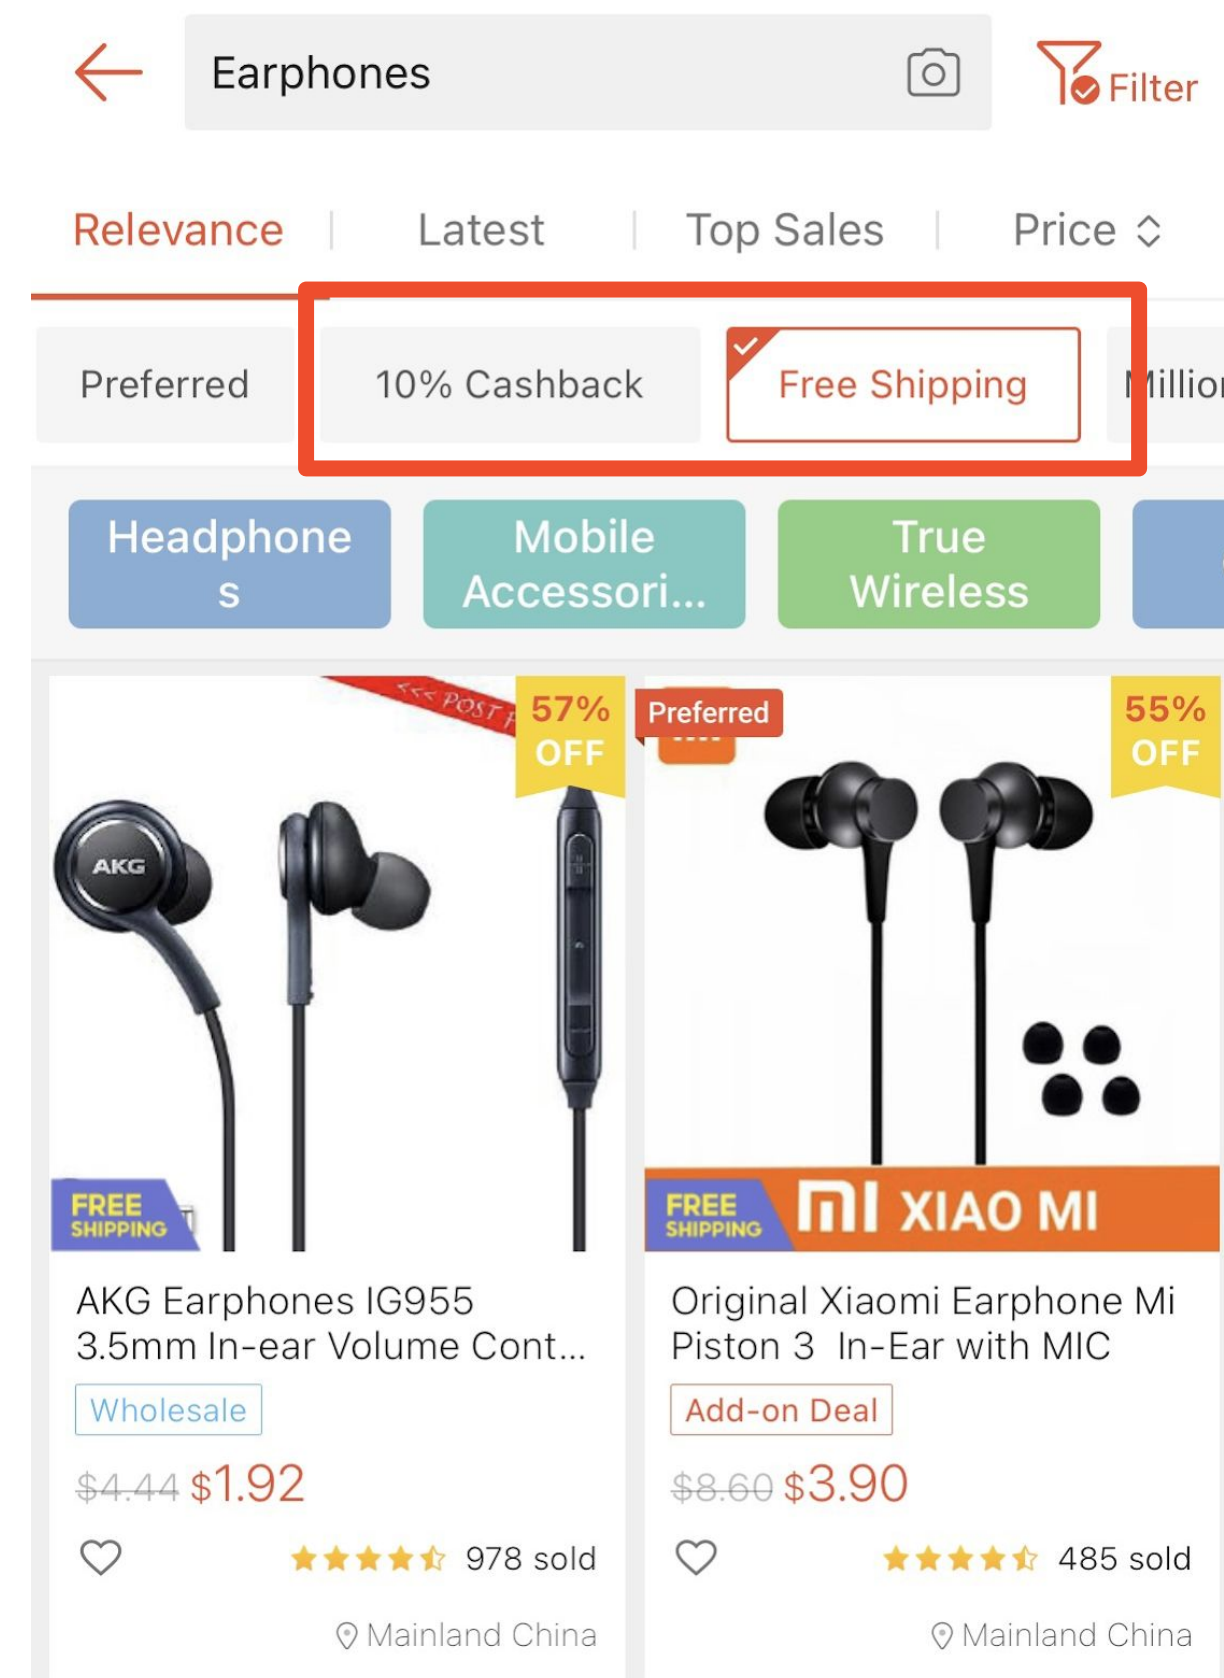 Earphones
Filter
Relevance
Latest
Top Sales
Price
Preferred
10% Cashback
Free Shipping
Headphone
s
Mobile
Accessori...
True
Wireless
<<< POST
57%
OFF
AKG
FREE
SHIPPING
AKG Earphones IG955
3.5mm In-ear Volume Cont...
Wholesale
$4.44 $1.92
978 sold
Mainland China
Preferred
55%
OFF
FREE
SHIPPING
mi XIAO MI
Original Xiaomi Earphone Mi
Piston 3 In-Ear with MIC
Add-on Deal
$8.60 $3.90
485 sold
Mainland China